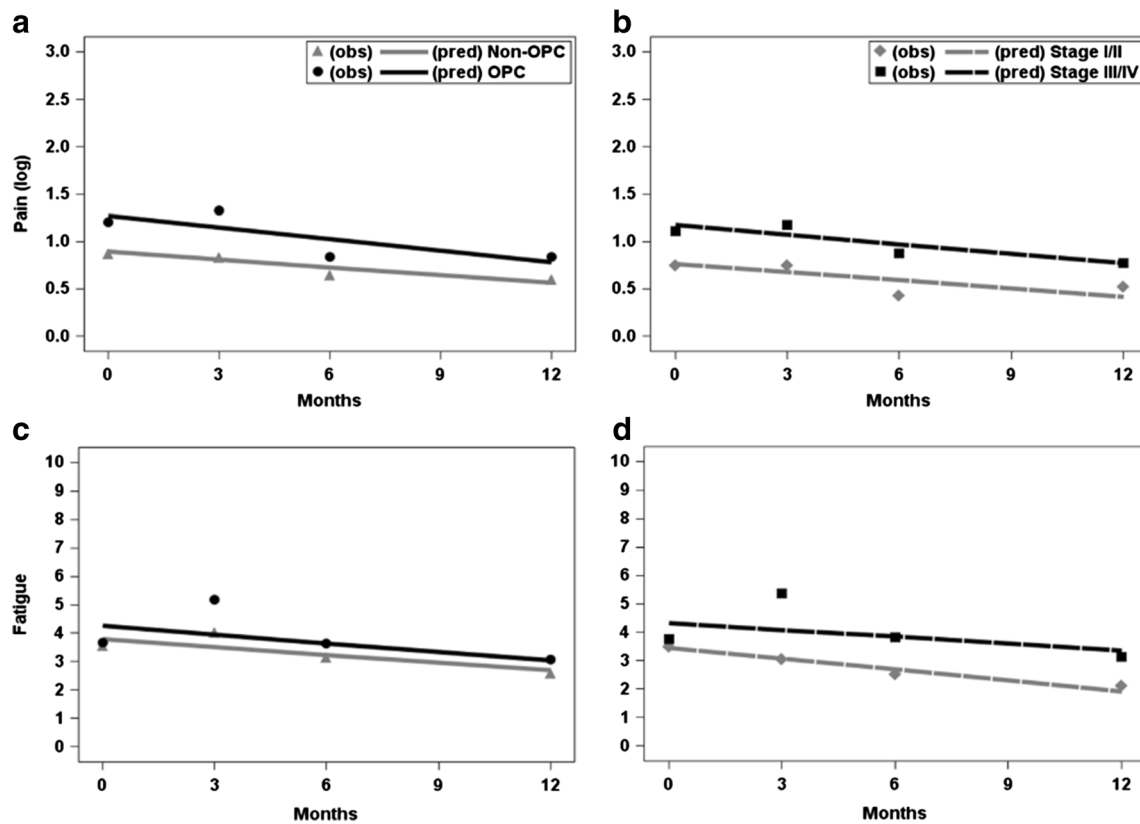 a
3.0
2.5
2.0
1.5
1.0
0.5
0.0
Pain (log)
(obs) (pred) Non-OPC
(obs) (pred) OPC
0 3 6 9 12
Months
b
3.0
2.5
2.0
1.5
1.0
0.5
0.0
(obs) (pred) Stage I/II
(obs) (pred) Stage III/IV
0 3 6 9 12
Months
c
10
9
8
7
6
5
4
3
2
1
0
Fatigue
0 3 6 9 12
Months
d
10
9
8
7
6
5
4
3
2
1
0
0 3 6 9 12
Months